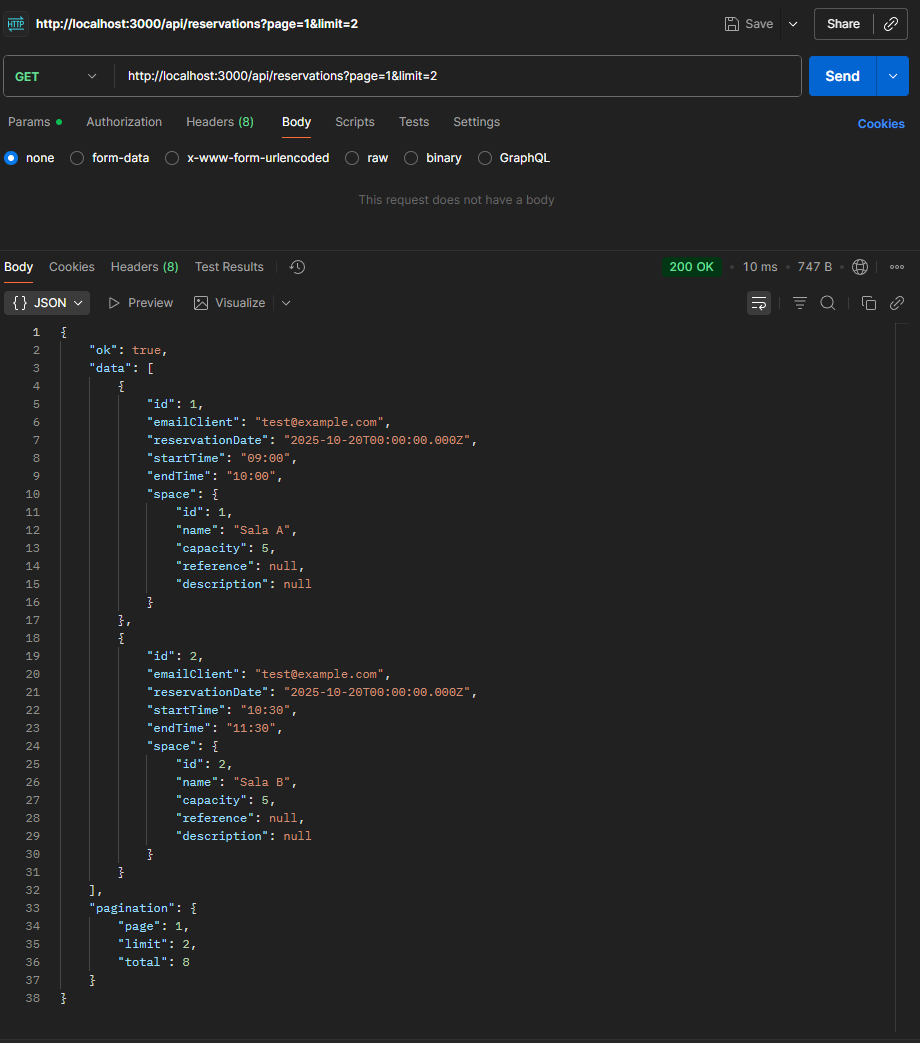 HTTP http://localhost:3000/api/reservations?page=1&limit=2 Save Share
GET http://localhost:3000/api/reservations?page=1&limit=2 Send
Params Authorization Headers (8) Body Scripts Tests Settings Cookies
none form-data x-www-form-urlencoded raw binary GraphQL
This request does not have a body
Body Cookies Headers (8) Test Results 200 OK • 10 ms • 747 B
{} JSON Preview Visualize
1 {
2 "ok": true,
3 "data": [
4 {
5 "id": 1,
6 "emailClient": "test@example.com",
7 "reservationDate": "2025-10-20T00:00:00.000Z",
8 "startTime": "09:00",
9 "endTime": "10:00",
10 "space": {
11 "id": 1,
12 "name": "Sala A",
13 "capacity": 5,
14 "reference": null,
15 "description": null
16 }
17 },
18 {
19 "id": 2,
20 "emailClient": "test@example.com",
21 "reservationDate": "2025-10-20T00:00:00.000Z",
22 "startTime": "10:30",
23 "endTime": "11:30",
24 "space": {
25 "id": 2,
26 "name": "Sala B",
27 "capacity": 5,
28 "reference": null,
29 "description": null
30 }
31 }
32 ],
33 "pagination": {
34 "page": 1,
35 "limit": 2,
36 "total": 8
37 }
38 }